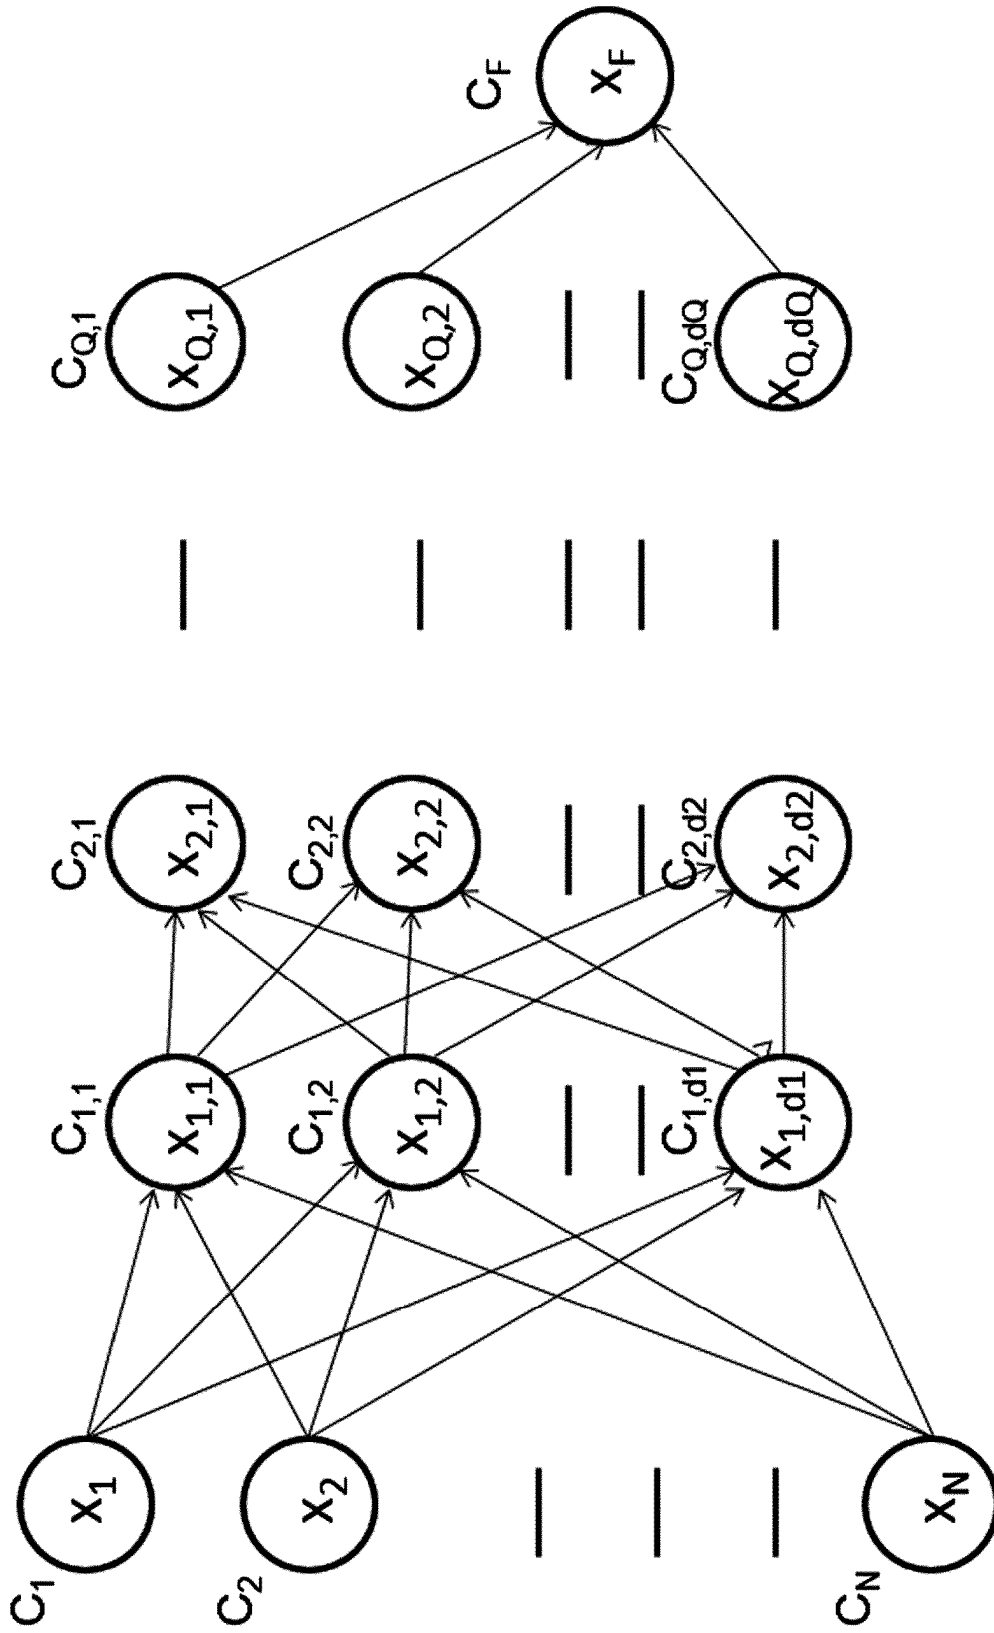 C1
x1
C2
x2
CN
xN
C1,1
x1,1
C1,2
x1,2
C1,d1
x1,d1
C2,1
x2,1
C2,2
x2,2
C2,d2
x2,d2
CQ,1
xQ,1
xQ,2
CQ,dQ
xQ,dQ
CF
xF